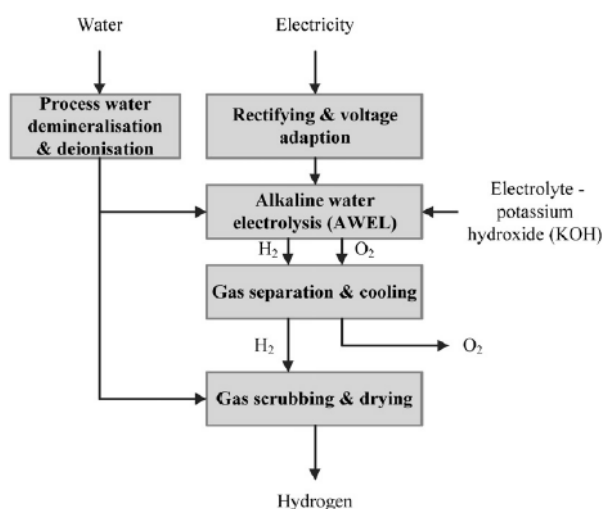 Water
Electricity
Process water
demineralisation
& deionisation
Rectifying & voltage
adaption
Alkaline water
electrolysis (AWEL)
Electrolyte -
potassium
hydroxide (KOH)
H₂
O₂
Gas separation & cooling
H₂
O₂
Gas scrubbing & drying
Hydrogen